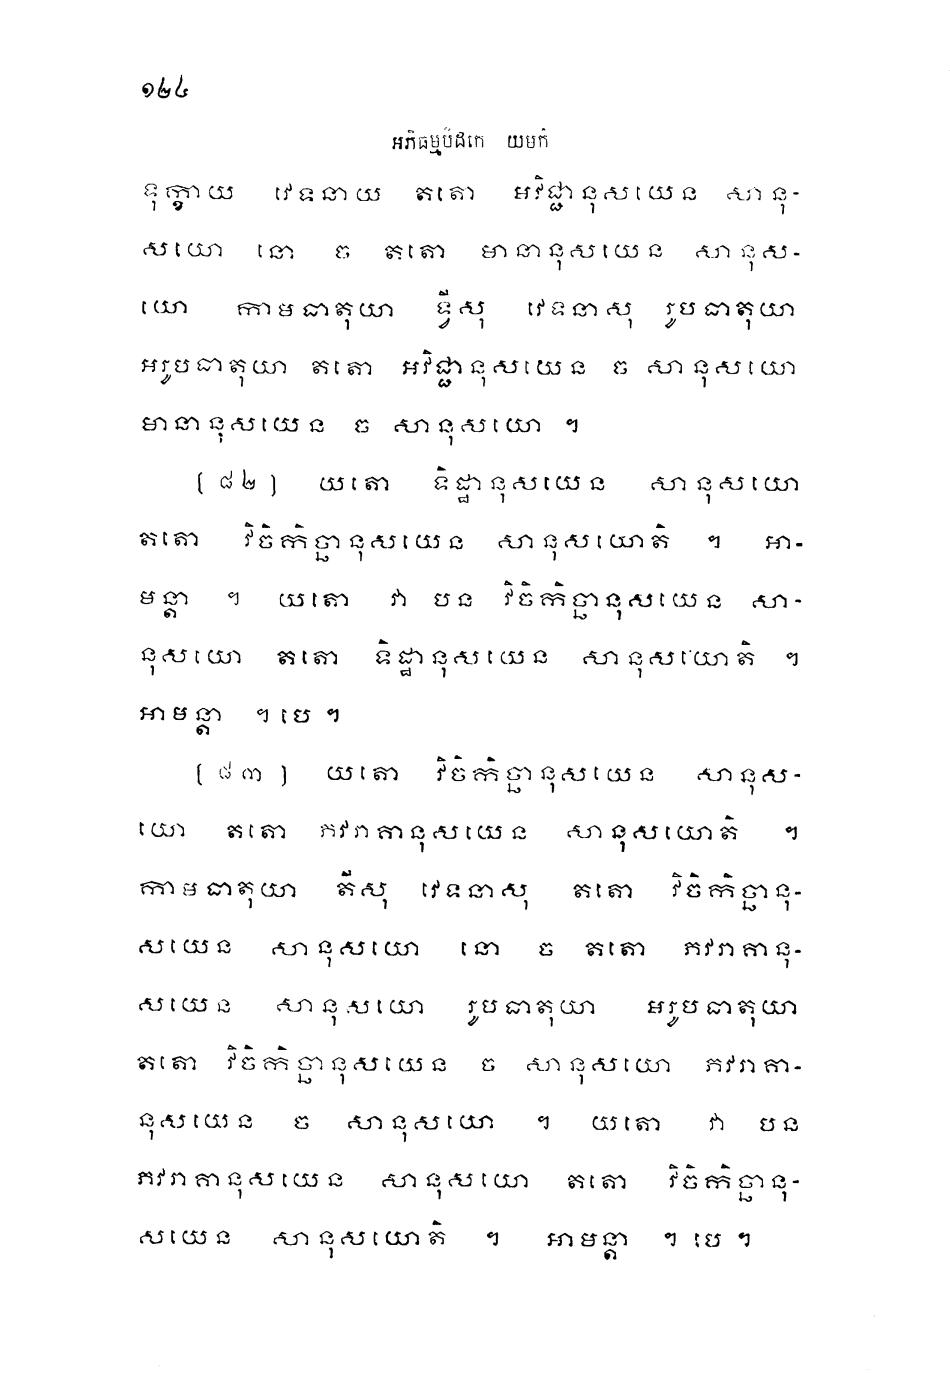 ១២៤
អភិធម្មបិដកេ យមកំ
ទុក្ខាយ វេទនាយ តតោ អវិជ្ជានុសយេន សានុ-
សយោ នោ ច តតោ មានានុសយេន សានុស-
យោ កាមធាតុយា ទ្វីសុ វេទនាសុ រូបធាតុយា
អរូបធាតុយា តតោ អវិជ្ជានុសយេន ច សានុសយោ
មានានុសយេន ច សានុសយោ ។
(៨២) យតោ ទិដ្ឋានុសយេន សានុសយោ
តតោ វិចិកិច្ឆានុសយេន សានុសយោតិ ។ អា-
មន្តា ។ យតោ វា បន វិចិកិច្ឆានុសយេន សា-
នុសយោ តតោ ទិដ្ឋានុសយេន សានុសយោតិ ។
អាមន្តា ។បេ។
(៨៣) យតោ វិចិកិច្ឆានុសយេន សានុស-
យោ តតោ ភវរាគានុសយេន សានុសយោតិ ។
កាមធាតុយា តីសុ វេទនាសុ តតោ វិចិកិច្ឆានុ-
សយេន សានុសយោ នោ ច តតោ ភវរាគានុ-
សយេន សានុសយោ រូបធាតុយា អរូបធាតុយា
តតោ វិចិកិច្ឆានុសយេន ច សានុសយោ ភវរាគា-
នុសយេន ច សានុសយោ ។ យតោ វា បន
ភវរាគានុសយេន សានុសយោ តតោ វិចិកិច្ឆានុ-
សយេន សានុសយោតិ ។ អាមន្តា ។បេ។